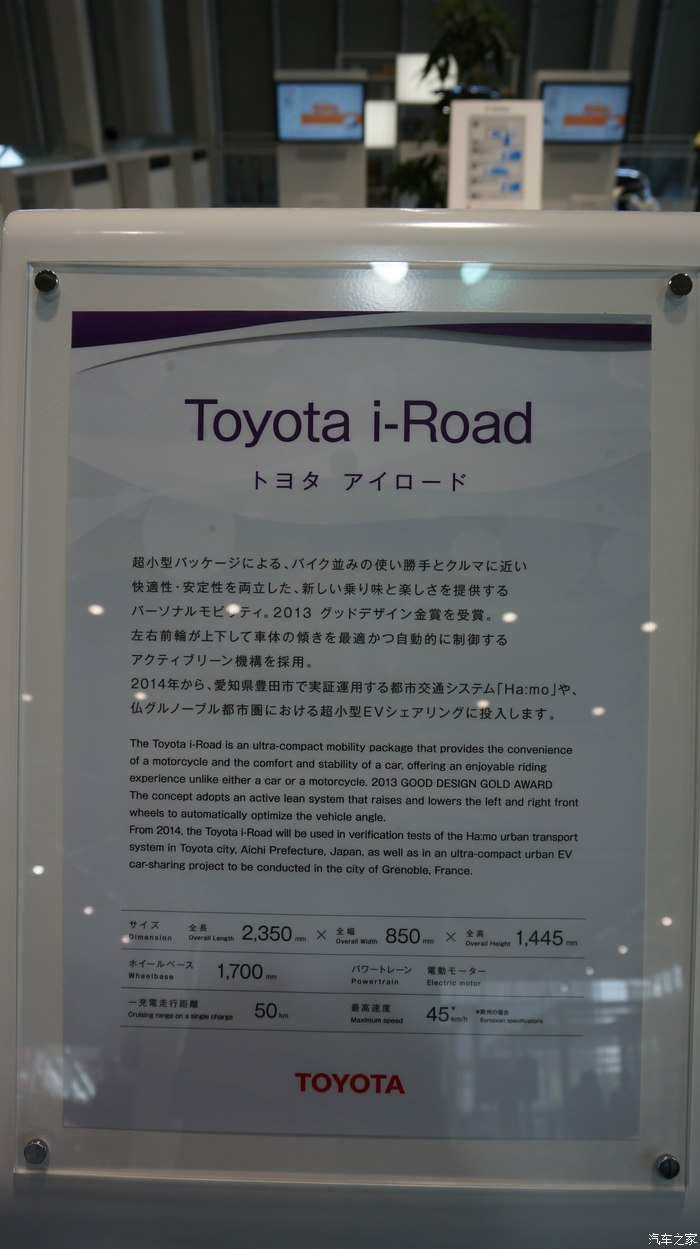 Toyota i-Road
トヨタ アイロード
超小型パッケージによる、バイク並みの使い勝手とクルマに近い
快適性・安定性を両立した、新しい乗り味と楽しさを提供する
パーソナルモビリティ。2013 グッドデザイン金賞を受賞。
左右前輪が上下して車体の傾きを最適かつ自動的に制御する
アクティブリーン機構を採用。
2014年から、愛知県豊田市で実証運用する都市交通システム「Ha:mo」や、
仏グルノーブル都市圏における超小型EVシェアリングに投入します。
The Toyota i-Road is an ultra-compact mobility package that provides the convenience
of a motorcycle and the comfort and stability of a car, offering an enjoyable riding
experience unlike either a car or a motorcycle. 2013 GOOD DESIGN GOLD AWARD
The concept adopts an active lean system that raises and lowers the left and right front
wheels to automatically optimize the vehicle angle.
From 2014, the Toyota i-Road will be used in verification tests of the Ha:mo urban transport
system in Toyota city, Aichi Prefecture, Japan, as well as in an ultra-compact urban EV
car-sharing project to be conducted in the city of Grenoble, France.
サイズ 全長 2,350 mm × 全幅 850 mm × 全高 1,445 mm
Dimension Overall Length Overall Width Overall Height
ホイールベース 1,700 mm パワートレーン 電動モーター
Wheelbase Powertrain Electric motor
一充電走行距離 50 km 最高速度 45* km/h *欧州の場合
Cruising range on a single charge Maximum speed European specifications
TOYOTA
汽车之家